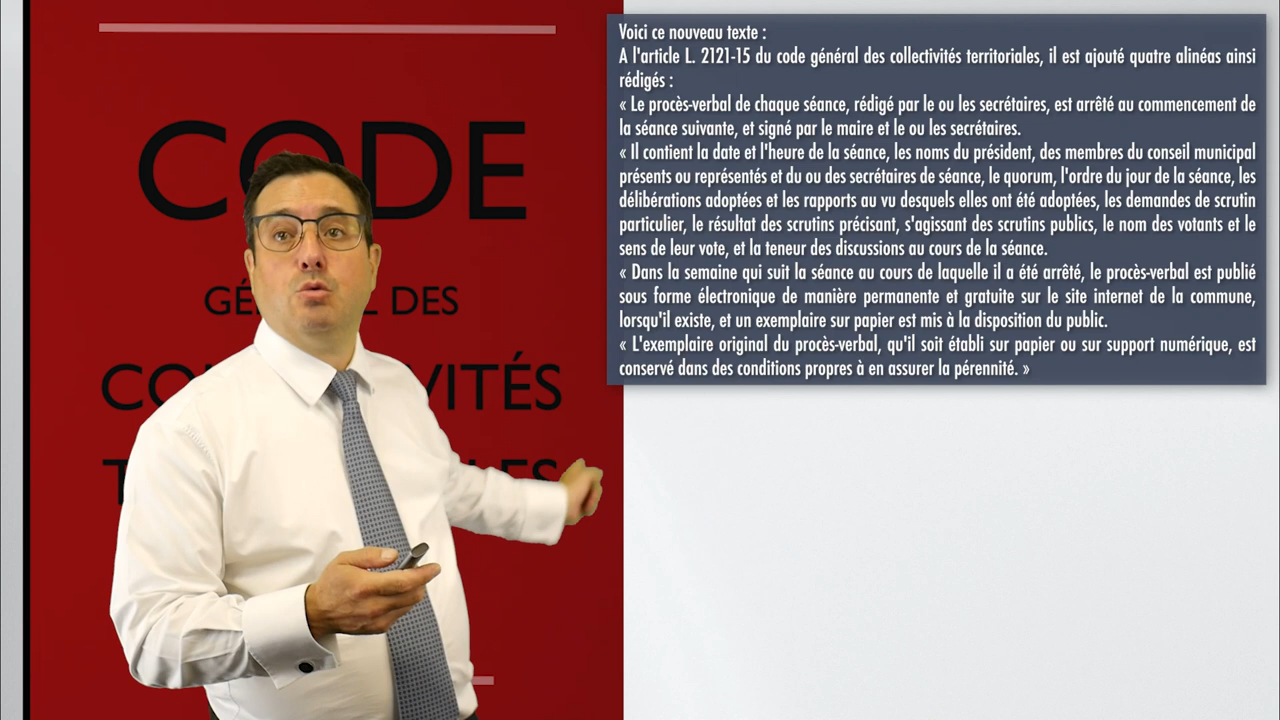 CODE
GÉ L DES
CO IVITÉS
T LES
Voici ce nouveau texte :
A l'article L. 2121-15 du code général des collectivités territoriales, il est ajouté quatre alinéas ainsi
rédigés :
« Le procès-verbal de chaque séance, rédigé par le ou les secrétaires, est arrêté au commencement de
la séance suivante, et signé par le maire et le ou les secrétaires.
« Il contient la date et l'heure de la séance, les noms du président, des membres du conseil municipal
présents ou représentés et du ou des secrétaires de séance, le quorum, l'ordre du jour de la séance, les
délibérations adoptées et les rapports au vu desquels elles ont été adoptées, les demandes de scrutin
particulier, le résultat des scrutins précisant, s'agissant des scrutins publics, le nom des votants et le
sens de leur vote, et la teneur des discussions au cours de la séance.
« Dans la semaine qui suit la séance au cours de laquelle il a été arrêté, le procès-verbal est publié
sous forme électronique de manière permanente et gratuite sur le site internet de la commune,
lorsqu'il existe, et un exemplaire sur papier est mis à la disposition du public.
« L'exemplaire original du procès-verbal, qu'il soit établi sur papier ou sur support numérique, est
conservé dans des conditions propres à en assurer la pérennité. »